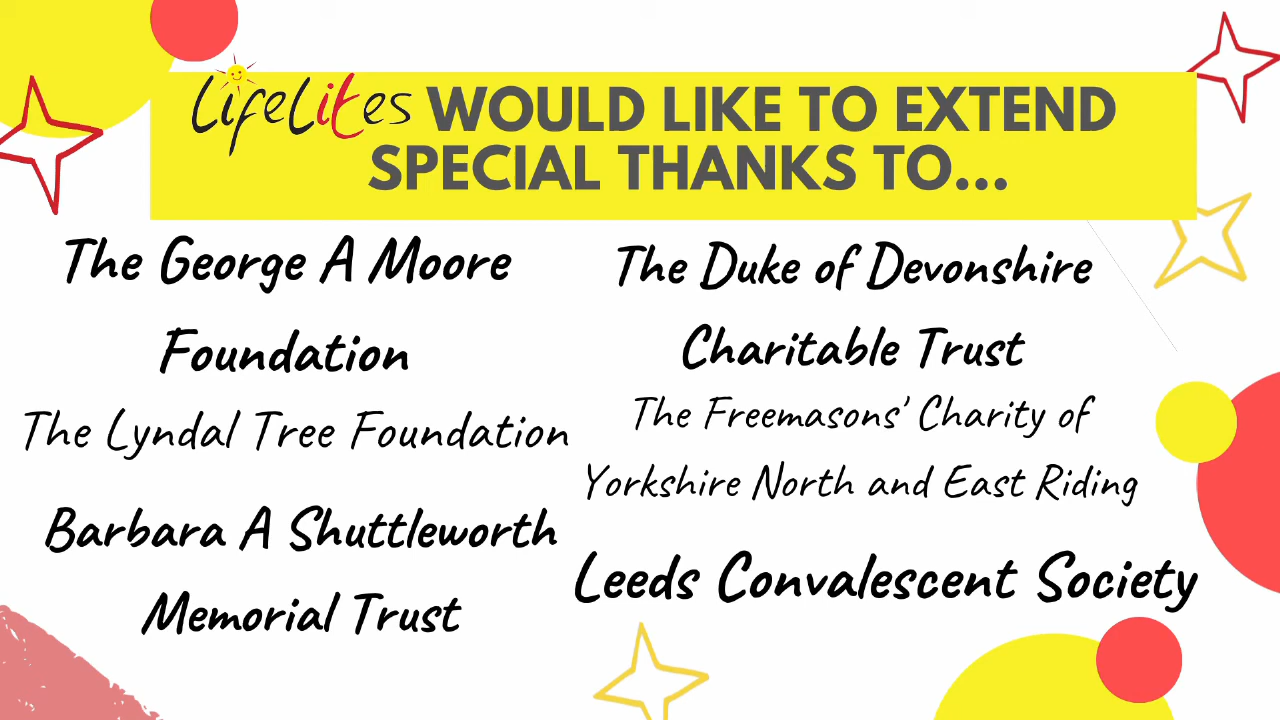 LifeLites WOULD LIKE TO EXTEND
SPECIAL THANKS TO...
The George A Moore
Foundation
The Lyndal Tree Foundation
Barbara A Shuttleworth
Memorial Trust
The Duke of Devonshire
Charitable Trust
The Freemasons' Charity of
Yorkshire North and East Riding
Leeds Convalescent Society